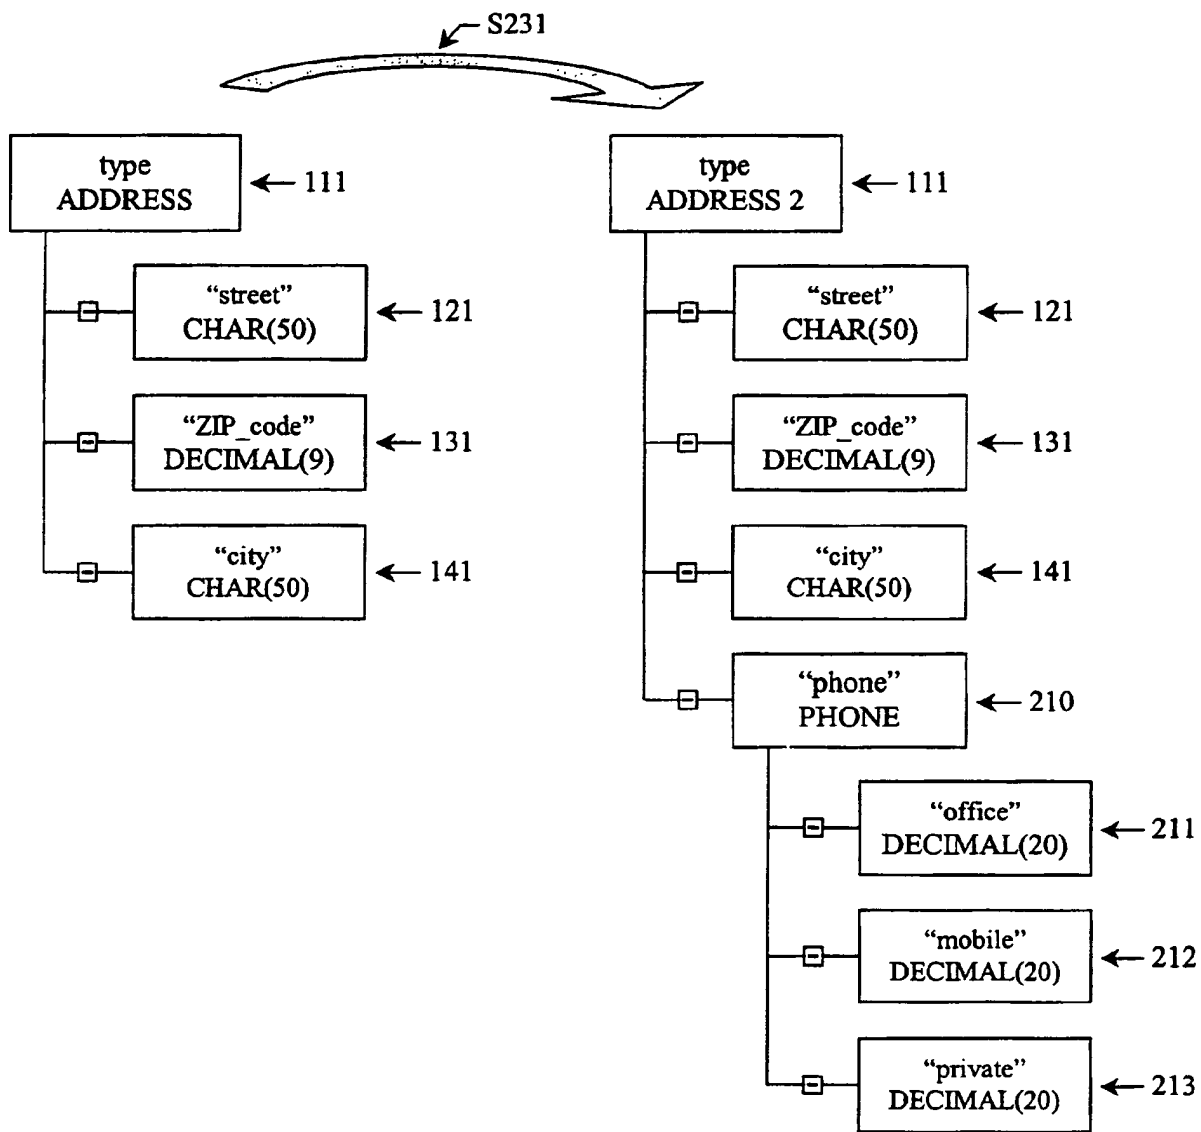 S231
type
ADDRESS
111
"street"
CHAR(50)
121
"ZIP_code"
DECIMAL(9)
131
"city"
CHAR(50)
141
type
ADDRESS 2
111
"street"
CHAR(50)
121
"ZIP_code"
DECIMAL(9)
131
"city"
CHAR(50)
141
"phone"
PHONE
210
"office"
DECIMAL(20)
211
"mobile"
DECIMAL(20)
212
"private"
DECIMAL(20)
213